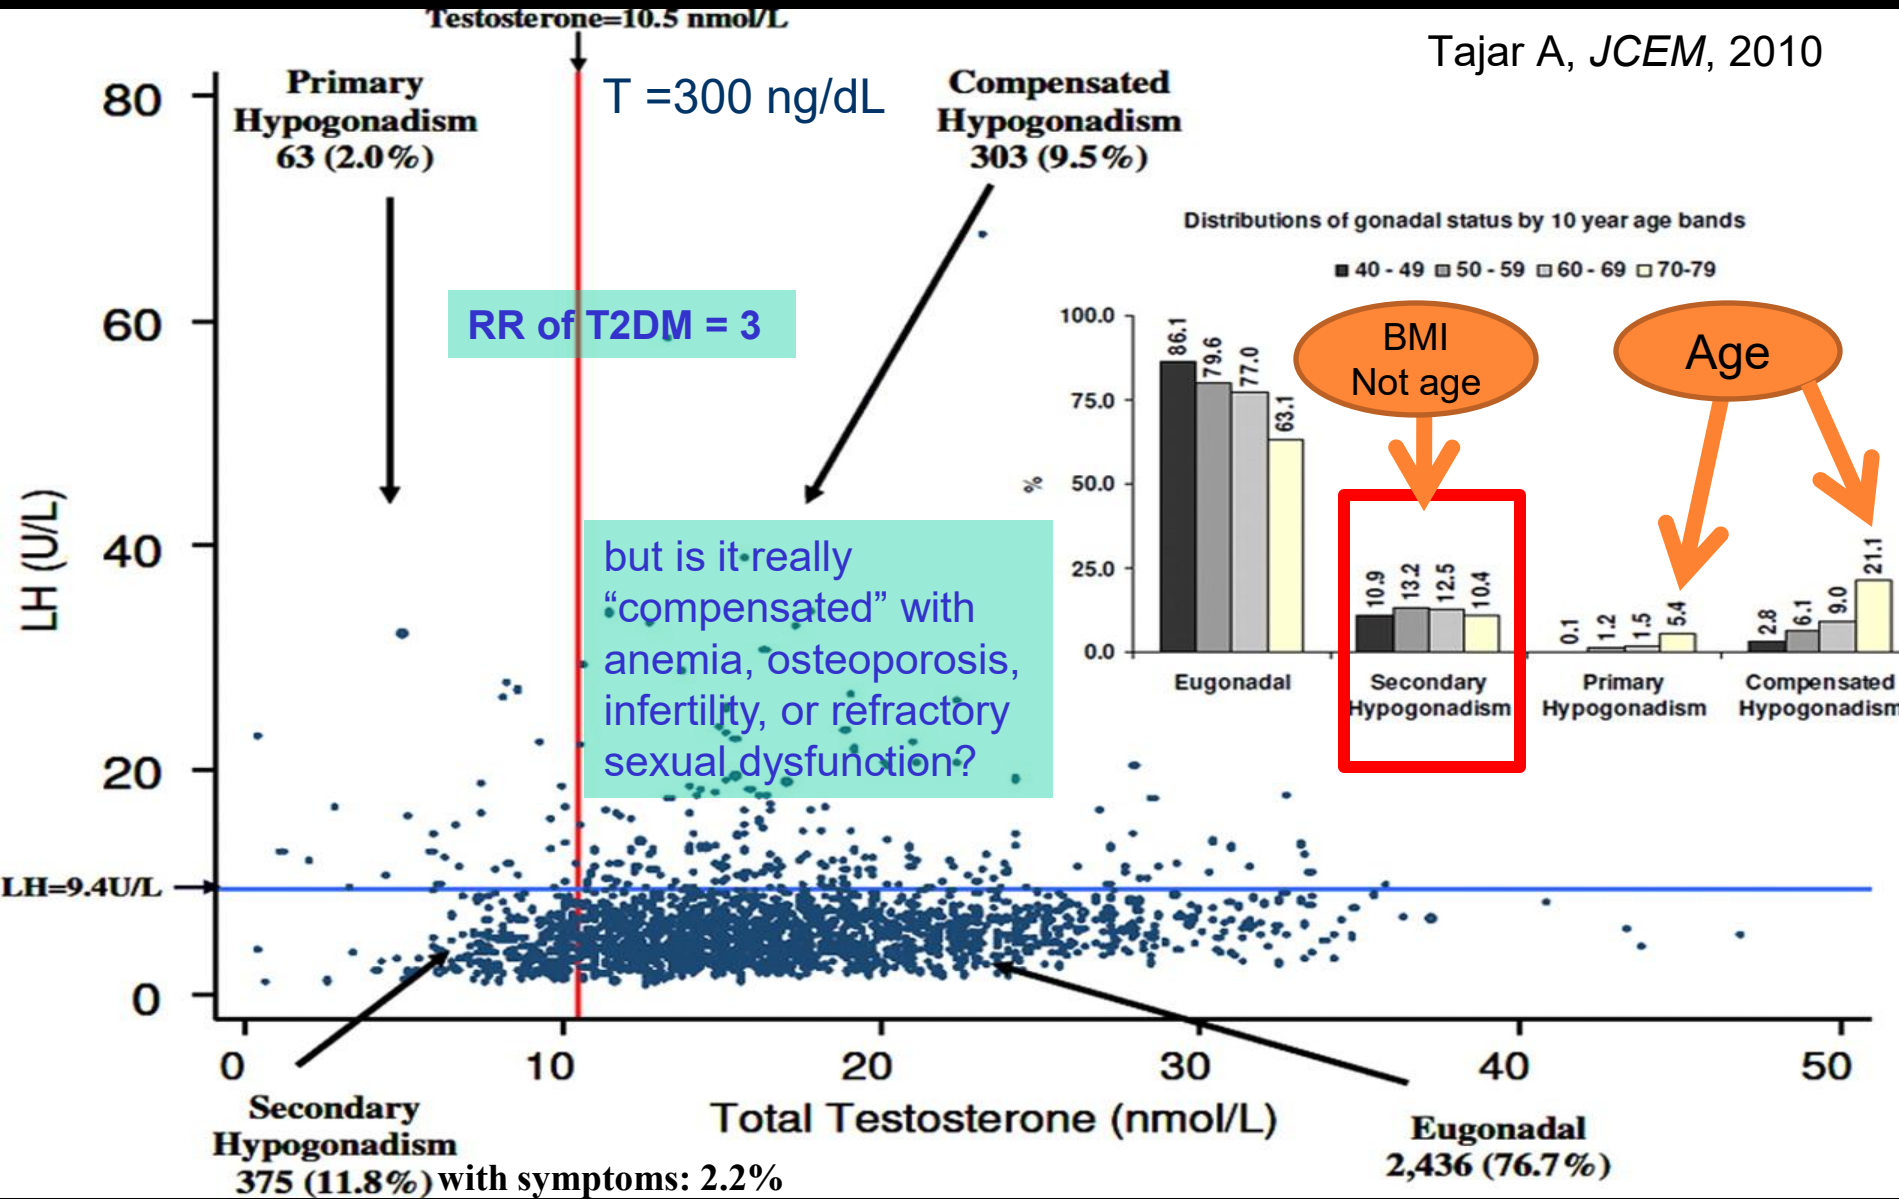 Testosterone=10.5 nmol/L
Tajar A, JCEM, 2010
T =300 ng/dL
Primary
Hypogonadism
63 (2.0%)
Compensated
Hypogonadism
303 (9.5%)
RR of T2DM = 3
but is it really
“compensated” with
anemia, osteoporosis,
infertility, or refractory
sexual dysfunction?
LH (U/L)
80
60
40
20
0
LH=9.4U/L
0
10
20
30
40
50
Total Testosterone (nmol/L)
Secondary
Hypogonadism
375 (11.8%) with symptoms: 2.2%
Eugonadal
2,436 (76.7%)
Distributions of gonadal status by 10 year age bands
40 - 49 50 - 59 60 - 69 70-79
BMI
Not age
Age
%
100.0
75.0
50.0
25.0
0.0
86.1
79.6
77.0
63.1
10.9
13.2
12.5
10.4
0.1
1.2
1.5
5.4
2.8
6.1
9.0
21.1
Eugonadal
Secondary
Hypogonadism
Primary
Hypogonadism
Compensated
Hypogonadism